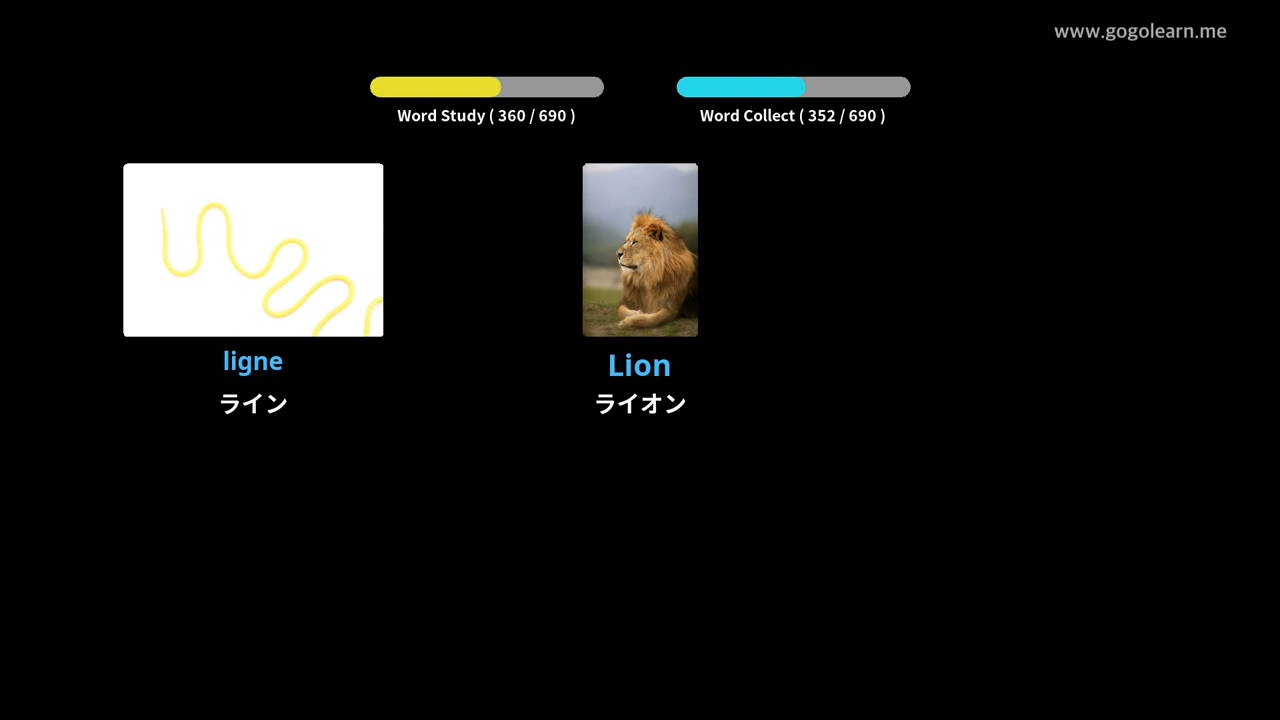 www.gogolearn.me
Word Study ( 360 / 690 )
Word Collect ( 352 / 690 )
ligne
ライン
Lion
ライオン